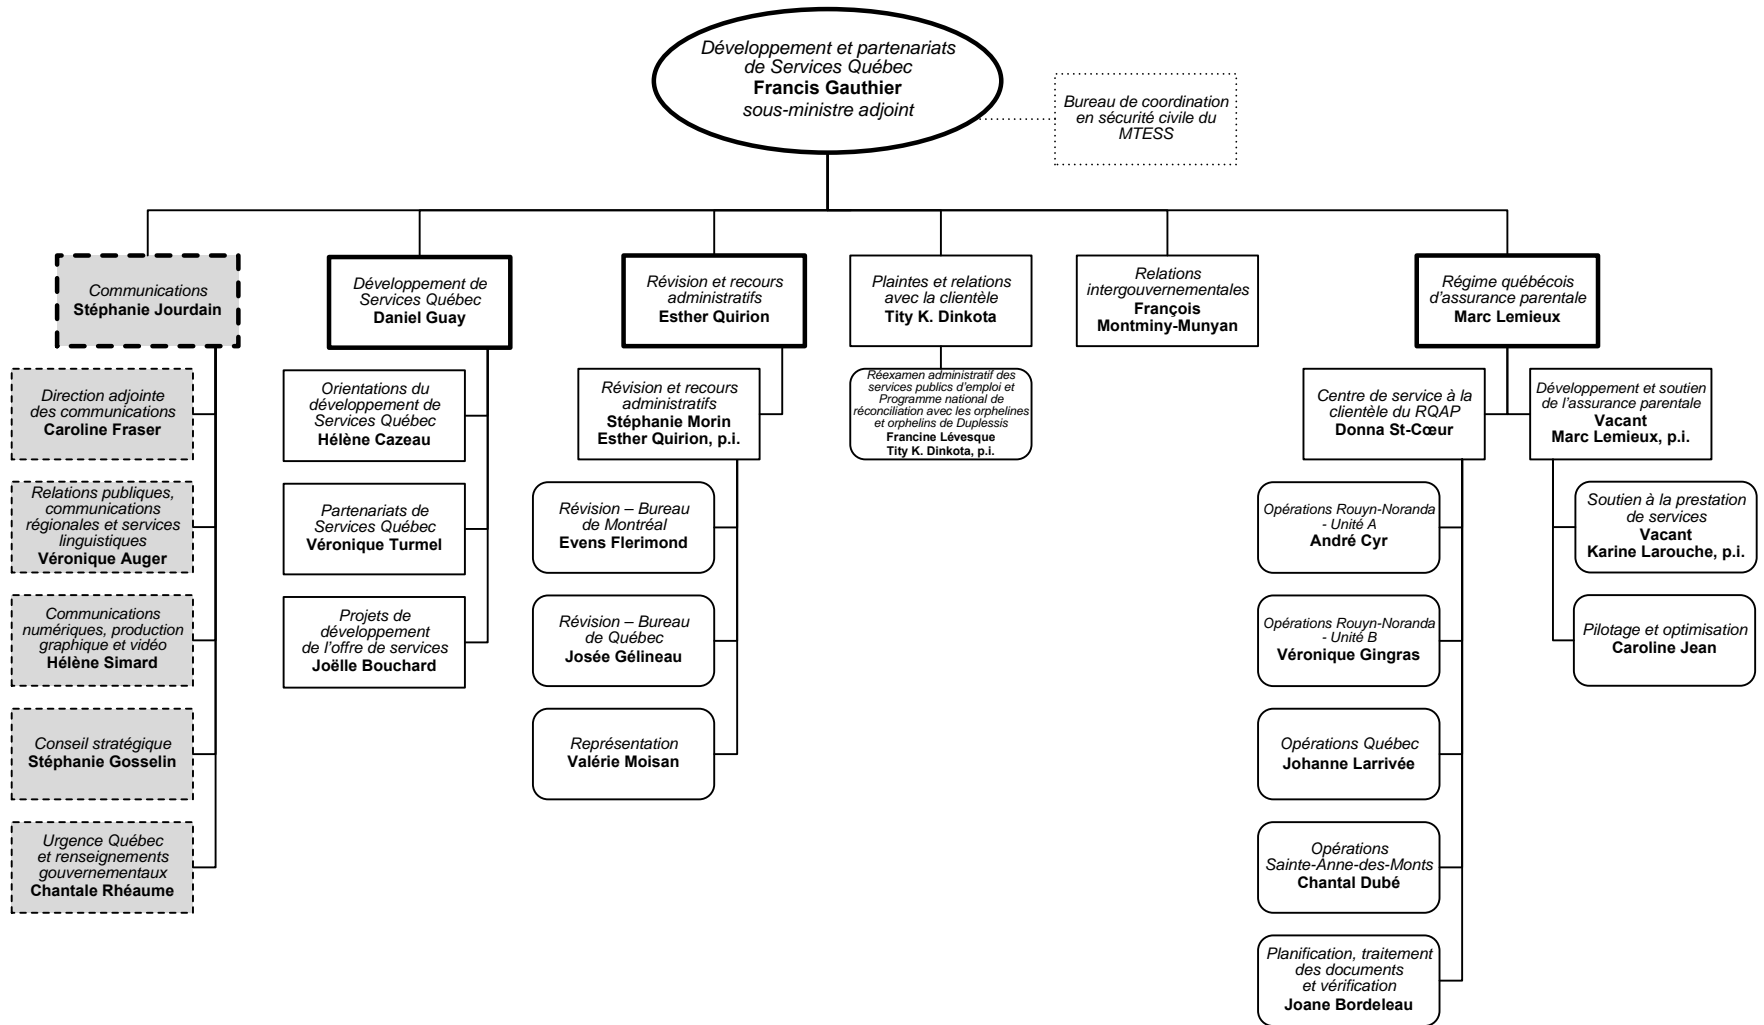 Développement et partenariats
de Services Québec
Francis Gauthier
sous-ministre adjoint
Bureau de coordination
en sécurité civile du
MTESS
Communications
Stéphanie Jourdain
Développement de
Services Québec
Daniel Guay
Révision et recours
administratifs
Esther Quirion
Plaintes et relations
avec la clientèle
Tity K. Dinkota
Relations
intergouvernementales
François
Montminy-Munyan
Régime québécois
d'assurance parentale
Marc Lemieux
Direction adjointe
des communications
Caroline Fraser
Relations publiques,
communications
régionales et services
linguistiques
Véronique Auger
Communications
numériques, production
graphique et vidéo
Hélène Simard
Conseil stratégique
Stéphanie Gosselin
Urgence Québec
et renseignements
gouvernementaux
Chantale Rhéaume
Orientations du
développement de
Services Québec
Hélène Cazeau
Partenariats de
Services Québec
Véronique Turmel
Projets de
développement
de l'offre de services
Joëlle Bouchard
Révision et recours
administratifs
Stéphanie Morin
Esther Quirion, p.i.
Révision – Bureau
de Montréal
Evens Flerimond
Révision – Bureau
de Québec
Josée Gélineau
Représentation
Valérie Moisan
Réexamen administratif des
services publics d'emploi et
Programme national de
réconciliation avec les orphelines
et orphelins de Duplessis
Francine Lévesque
Tity K. Dinkota, p.i.
Centre de service à la
clientèle du RQAP
Donna St-Cœur
Opérations Rouyn-Noranda
- Unité A
André Cyr
Opérations Rouyn-Noranda
- Unité B
Véronique Gingras
Opérations Québec
Johanne Larrivée
Opérations
Sainte-Anne-des-Monts
Chantal Dubé
Planification, traitement
des documents
et vérification
Joane Bordeleau
Développement et soutien
de l'assurance parentale
Vacant
Marc Lemieux, p.i.
Soutien à la prestation
de services
Vacant
Karine Larouche, p.i.
Pilotage et optimisation
Caroline Jean